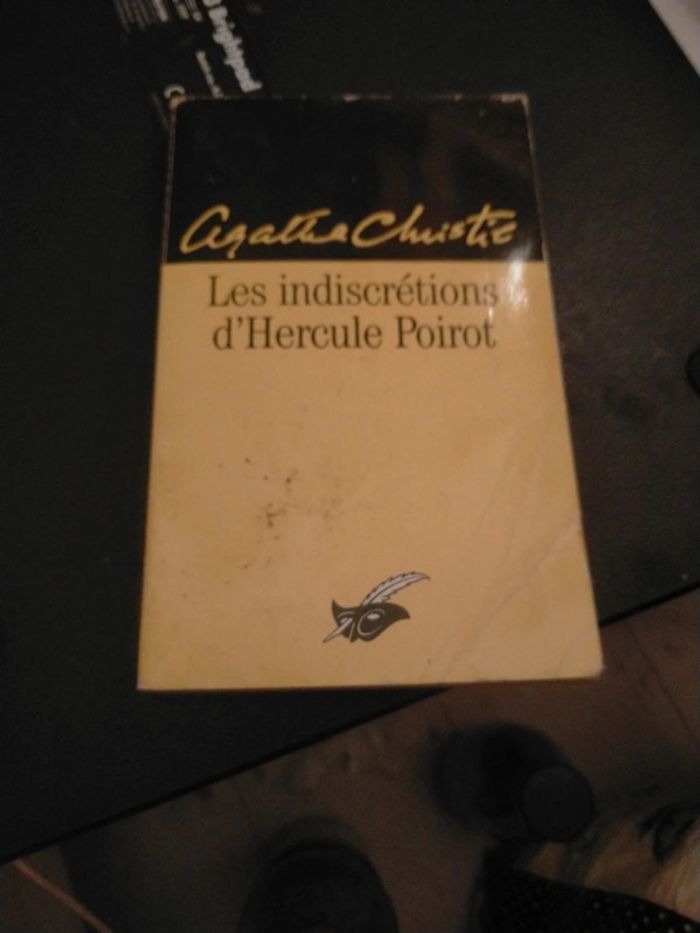 Agatha Christie
Les indiscrétions
d'Hercule Poirot